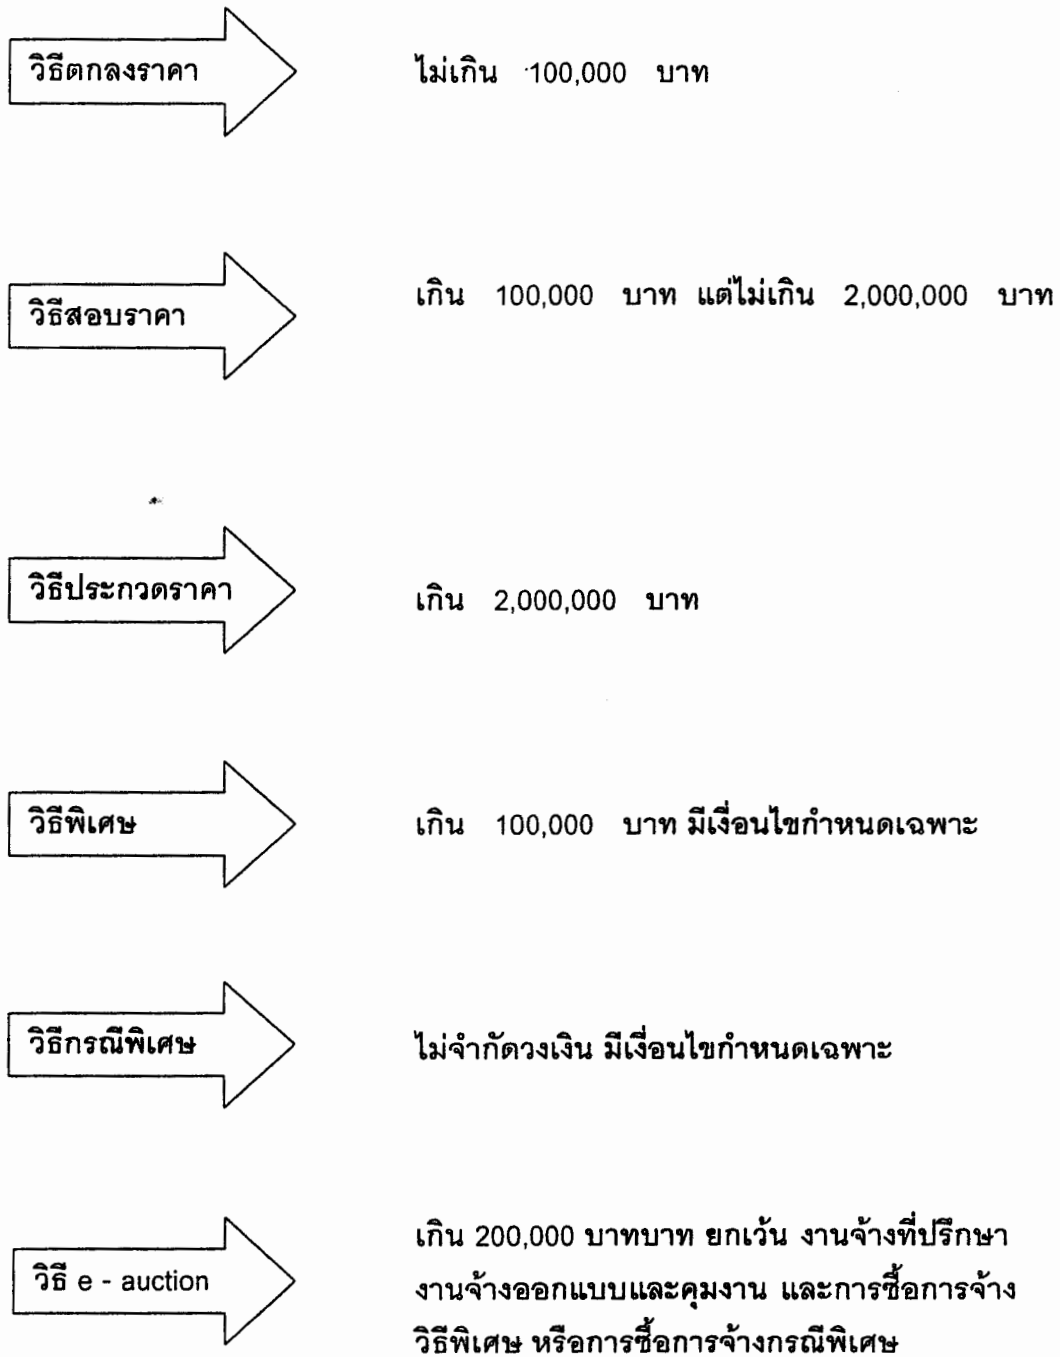 วิธีตกลงราคา ไม่เกิน 100,000 บาท
วิธีสอบราคา เกิน 100,000 บาท แต่ไม่เกิน 2,000,000 บาท
วิธีประกวดราคา เกิน 2,000,000 บาท
วิธีพิเศษ เกิน 100,000 บาท มีเงื่อนไขกำหนดเฉพาะ
วิธีกรณีพิเศษ ไม่จำกัดวงเงิน มีเงื่อนไขกำหนดเฉพาะ
วิธี e - auction
เกิน 200,000 บาทบาท ยกเว้น งานจ้างที่ปรึกษา
งานจ้างออกแบบและคุมงาน และการซื้อการจ้าง
วิธีพิเศษ หรือการซื้อการจ้างกรณีพิเศษ